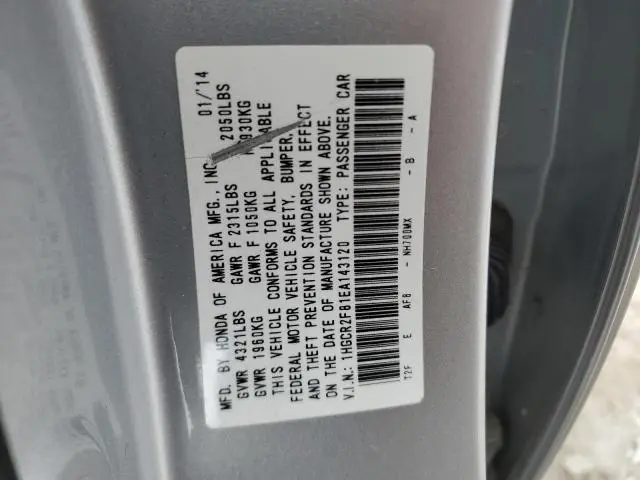 MFD. BY HONDA OF AMERICA MFG., INC. 01/'14
GVWR 4321LBS GAWR F 2315LBS 2050LBS
GVWR 1960KG GAWR F 1050KG 930KG
THIS VEHICLE CONFORMS TO ALL APPLICABLE
FEDERAL MOTOR VEHICLE SAFETY, BUMPER,
AND THEFT PREVENTION STANDARDS IN EFFECT
ON THE DATE OF MANUFACTURE SHOWN ABOVE.
V.I.N.: 1HGCR2F81EA143120 TYPE: PASSENGER CAR
T2F E AF8 - NH700MX - B - A